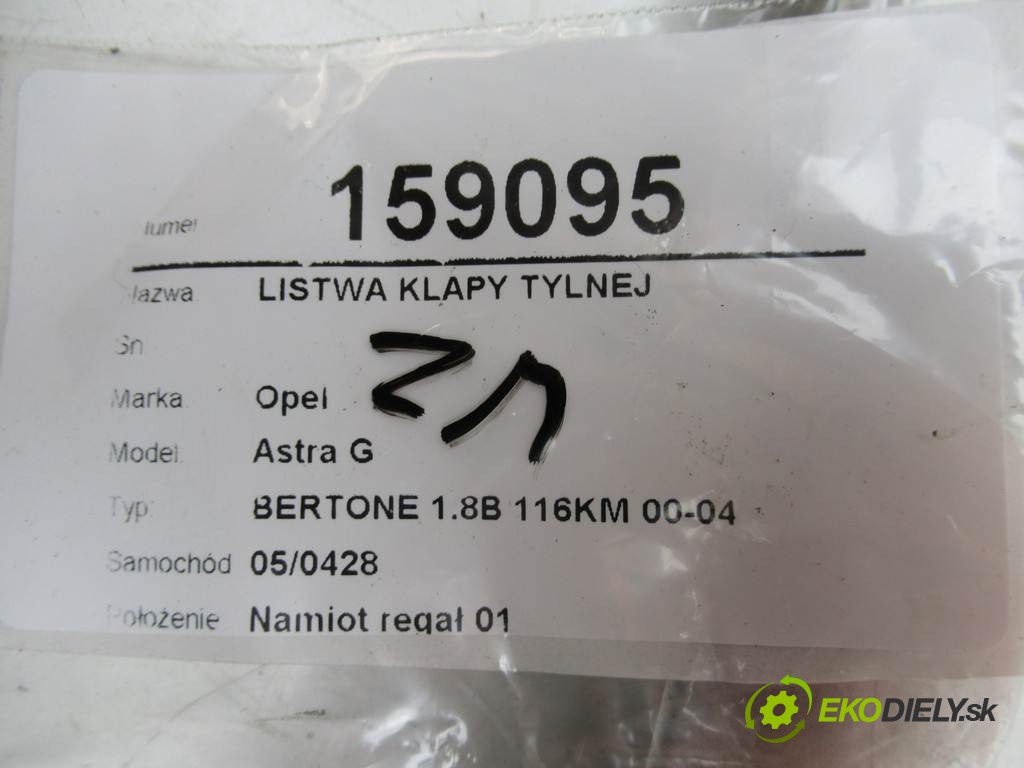 159095
Nazwa LISTWA KLAPY TYLNEJ
Sn
Marka Opel
Model Astra G
Typ: BERTONE 1.8B 116KM 00-04
Samochód 05/0428
Położenie Namiot regał 01
EKODIELY.sk